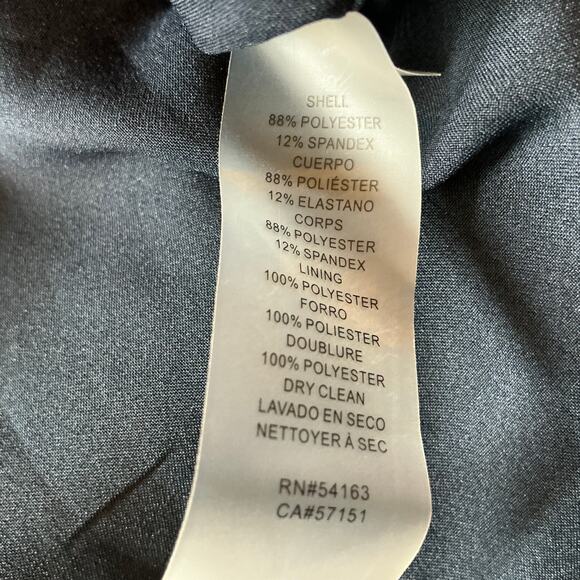 SHELL
88% POLYESTER
12% SPANDEX
CUERPO
88% POLIÉSTER
12% ELASTANO
CORPS
88% POLYESTER
12% SPANDEX
LINING
100% POLYESTER
FORRO
100% POLIESTER
DOUBLURE
100% POLYESTER
DRY CLEAN
LAVADO EN SECO
NETTOYER À SEC
RN#54163
CA#57151